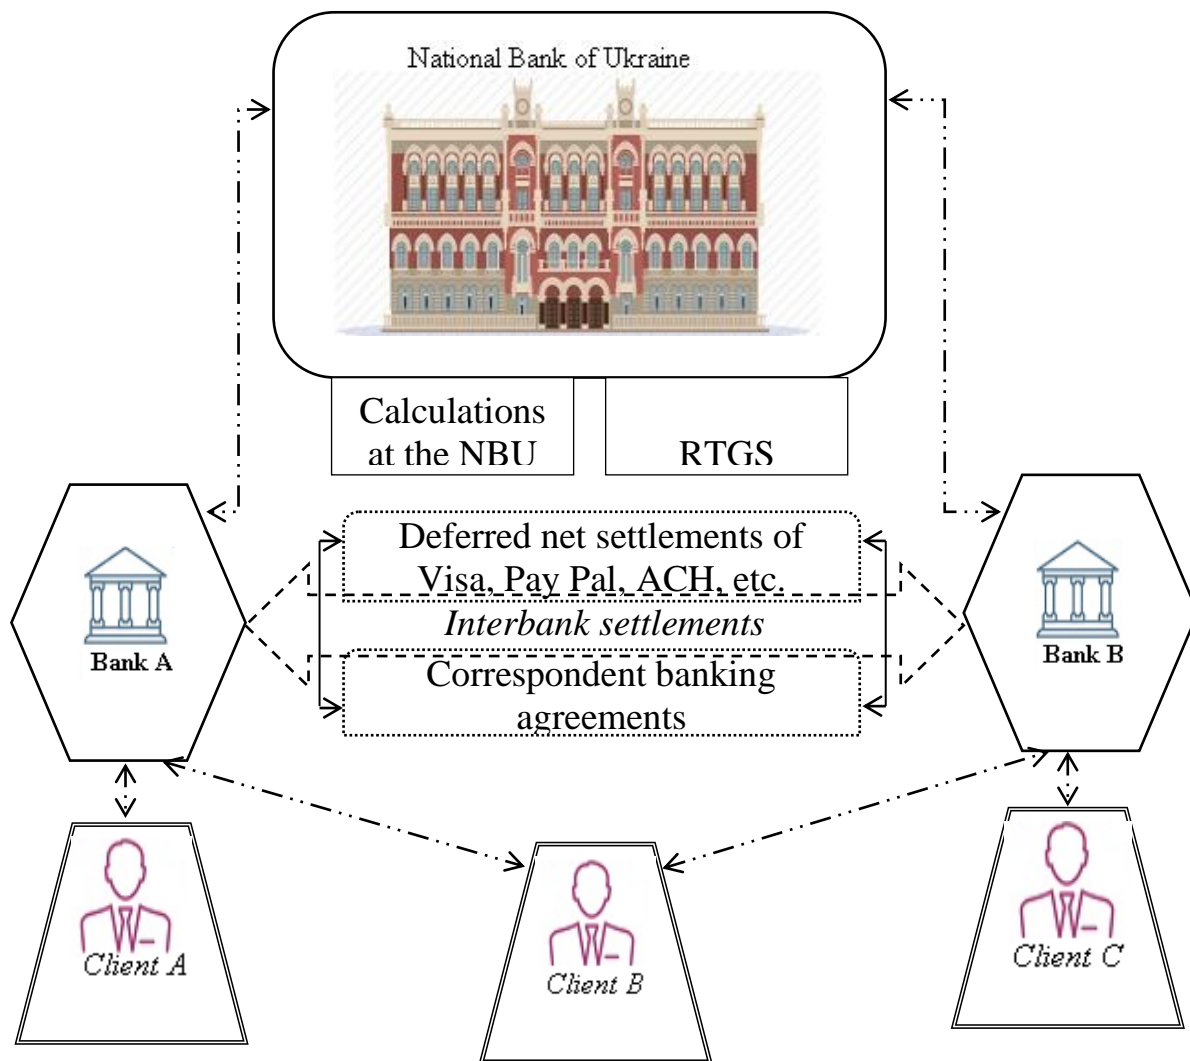 National Bank of Ukraine
Calculations
at the NBU
RTGS
Deferred net settlements of
Visa, Pay Pal, ACH, etc.
Interbank settlements
Correspondent banking
agreements
Bank A
Bank B
Client A
Client B
Client C